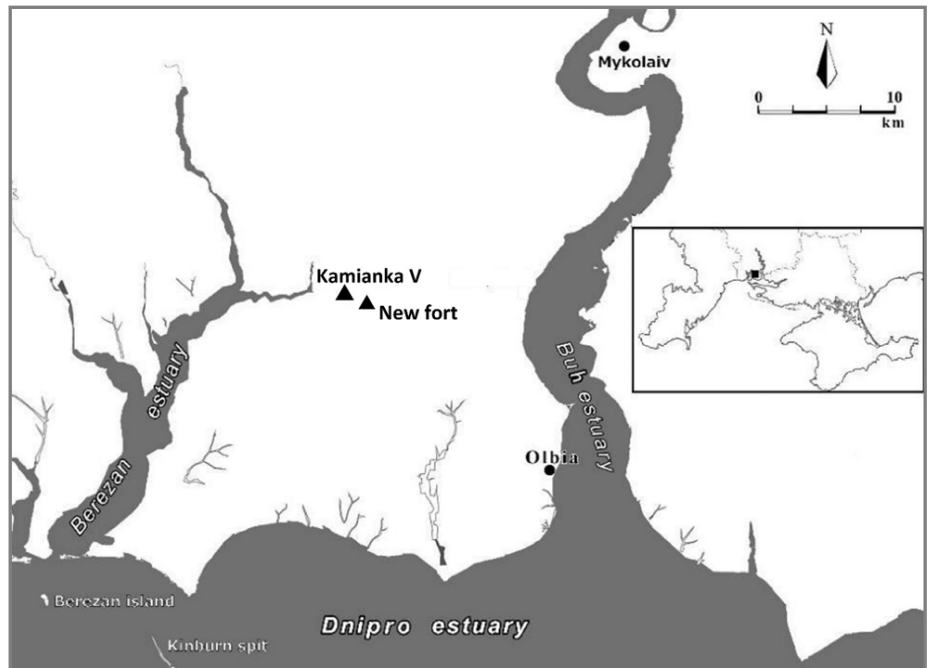 Mykolaiv
N
0 10
km
Kamianka V
New fort
Buh estuary
Berezan estuary
Olbia
Berezan island
Kinburn spit
Dnipro estuary